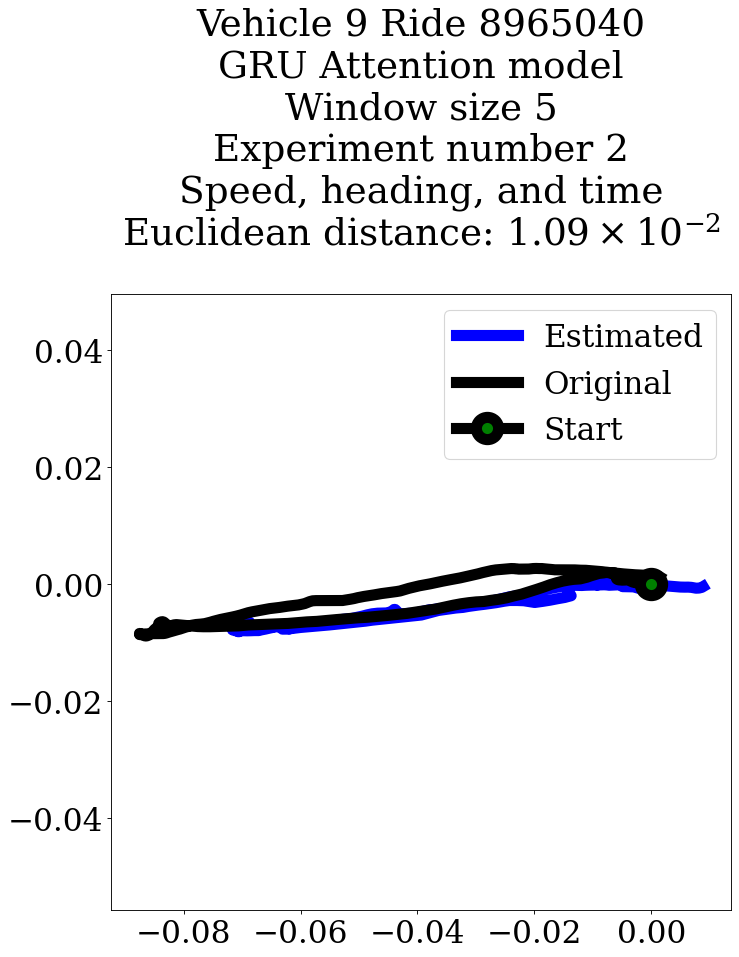 Vehicle 9 Ride 8965040
GRU Attention model
Window size 5
Experiment number 2
Speed, heading, and time
Euclidean distance: 1.09 × 10⁻²
Estimated
Original
Start
0.04
0.02
0.00
−0.02
−0.04
−0.08 −0.06 −0.04 −0.02 0.00